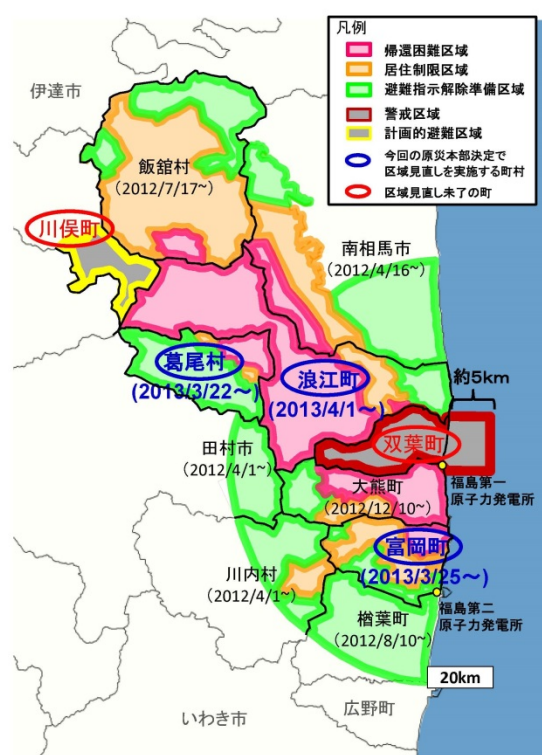 凡例
帰還困難区域
居住制限区域
避難指示解除準備区域
警戒区域
計画的避難区域
今回の原災本部決定で
区域見直しを実施する町村
区域見直し未了の町
伊達市
飯舘村
(2012/7/17~)
川俣町
南相馬市
(2012/4/16~)
葛尾村
(2013/3/22～)
浪江町
(2013/4/1～)
約5km
双葉町
田村市
(2012/4/1~)
大熊町
(2012/12/10~)
福島第一
原子力発電所
富岡町
(2013/3/25～)
川内村
(2012/4/1~)
楢葉町
(2012/8/10~)
福島第二
原子力発電所
20km
広野町
いわき市